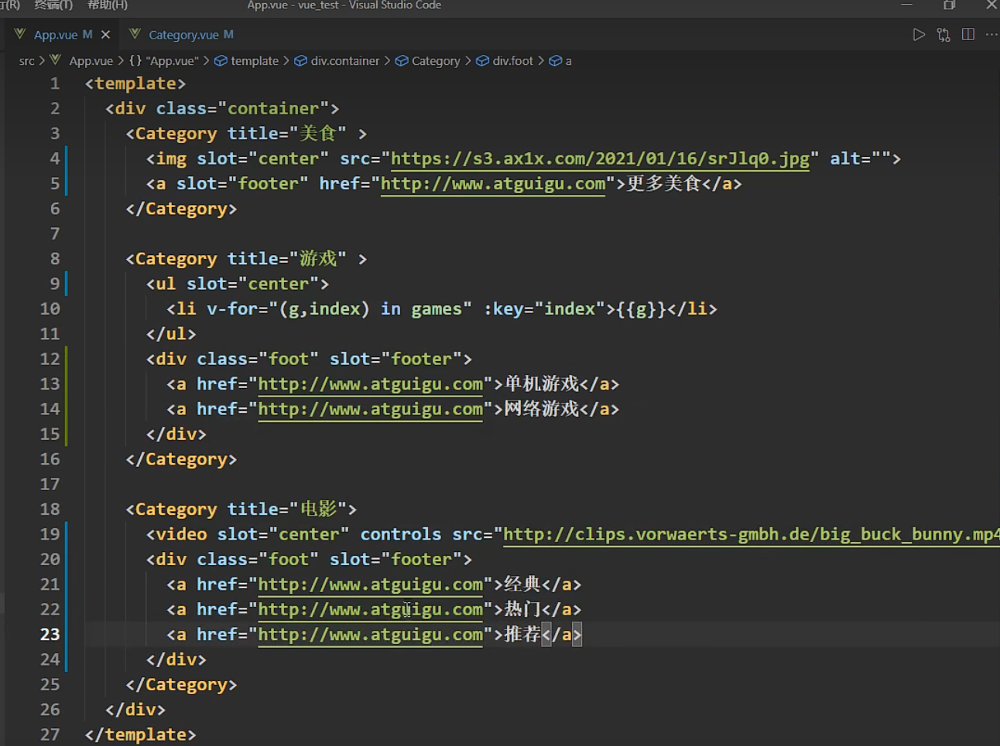 行(R) 终端(T) 帮助(H) App.vue - vue_test - Visual Studio Code
App.vue M Category.vue M
src > App.vue > {} "App.vue" > template > div.container > Category > div.foot > a
1 <template>
2 <div class="container">
3 <Category title="美食" >
4 <img slot="center" src="https://s3.ax1x.com/2021/01/16/srJlq0.jpg" alt="">
5 <a slot="footer" href="http://www.atguigu.com">更多美食</a>
6 </Category>
7
8 <Category title="游戏" >
9 <ul slot="center">
10 <li v-for="(g,index) in games" :key="index">{{g}}</li>
11 </ul>
12 <div class="foot" slot="footer">
13 <a href="http://www.atguigu.com">单机游戏</a>
14 <a href="http://www.atguigu.com">网络游戏</a>
15 </div>
16 </Category>
17
18 <Category title="电影">
19 <video slot="center" controls src="http://clips.vorwaerts-gmbh.de/big_buck_bunny.mp4
20 <div class="foot" slot="footer">
21 <a href="http://www.atguigu.com">经典</a>
22 <a href="http://www.atguigu.com">热门</a>
23 <a href="http://www.atguigu.com">推荐</a>
24 </div>
25 </Category>
26 </div>
27 </template>